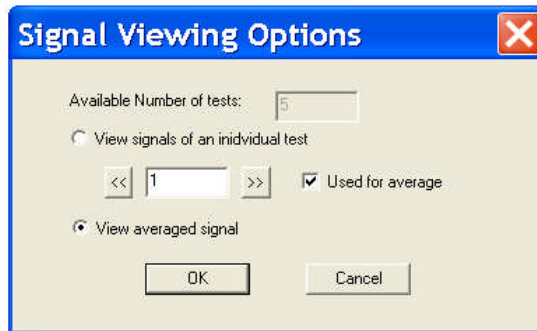 Signal Viewing Options
Available Number of tests: 5
View signals of an inidvidual test
<< 1 >> Used for average
View averaged signal
OK Cancel